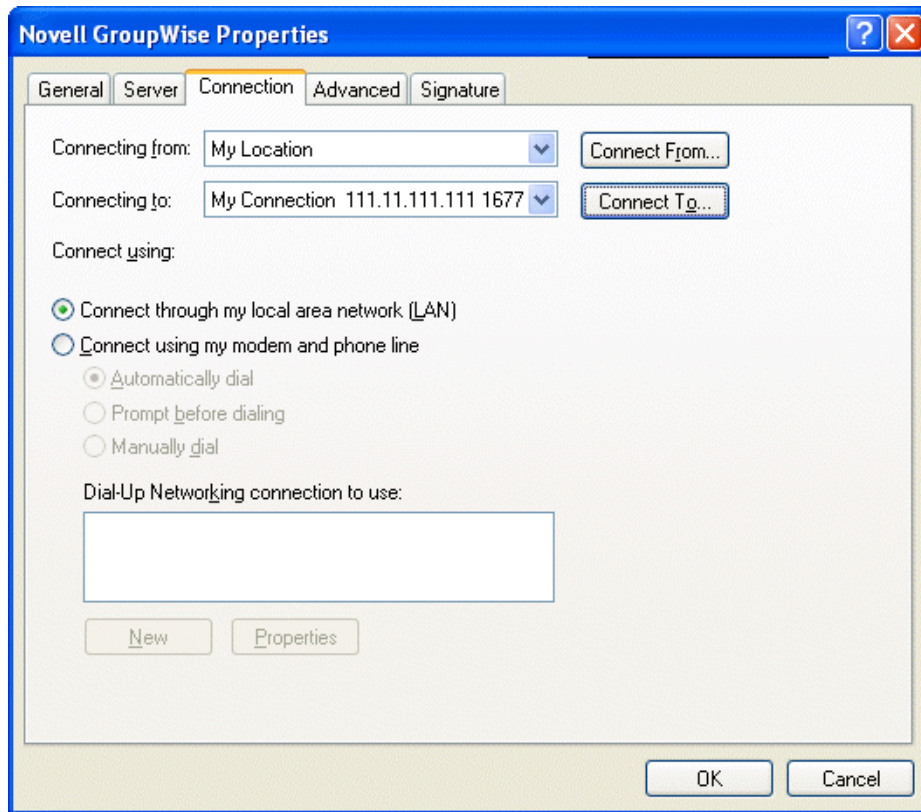 Novell GroupWise Properties
General Server Connection Advanced Signature
Connecting from: My Location Connect From...
Connecting to: My Connection 111.11.111.111 1677 Connect To...
Connect using:
Connect through my local area network (LAN)
Connect using my modem and phone line
Automatically dial
Prompt before dialing
Manually dial
Dial-Up Networking connection to use:
New Properties
OK Cancel